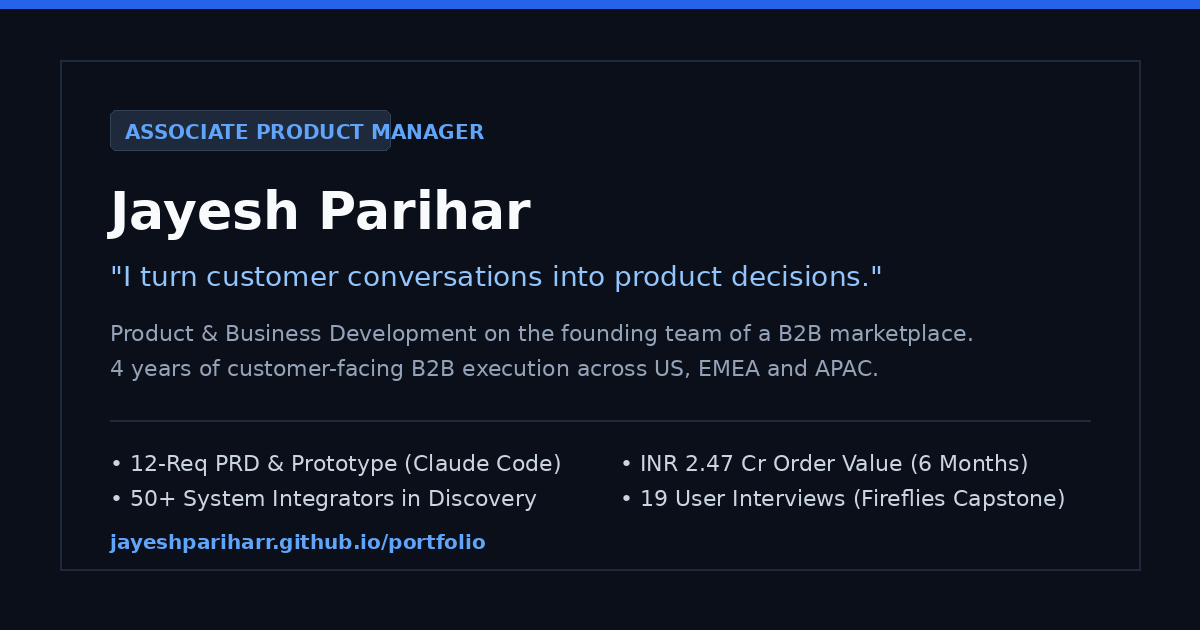 ASSOCIATE PRODUCT MANAGER
Jayesh Parihar
"I turn customer conversations into product decisions."
Product & Business Development on the founding team of a B2B marketplace.
4 years of customer-facing B2B execution across US, EMEA and APAC.
• 12-Req PRD & Prototype (Claude Code)
• INR 2.47 Cr Order Value (6 Months)
• 50+ System Integrators in Discovery
• 19 User Interviews (Fireflies Capstone)
jayeshpariharr.github.io/portfolio